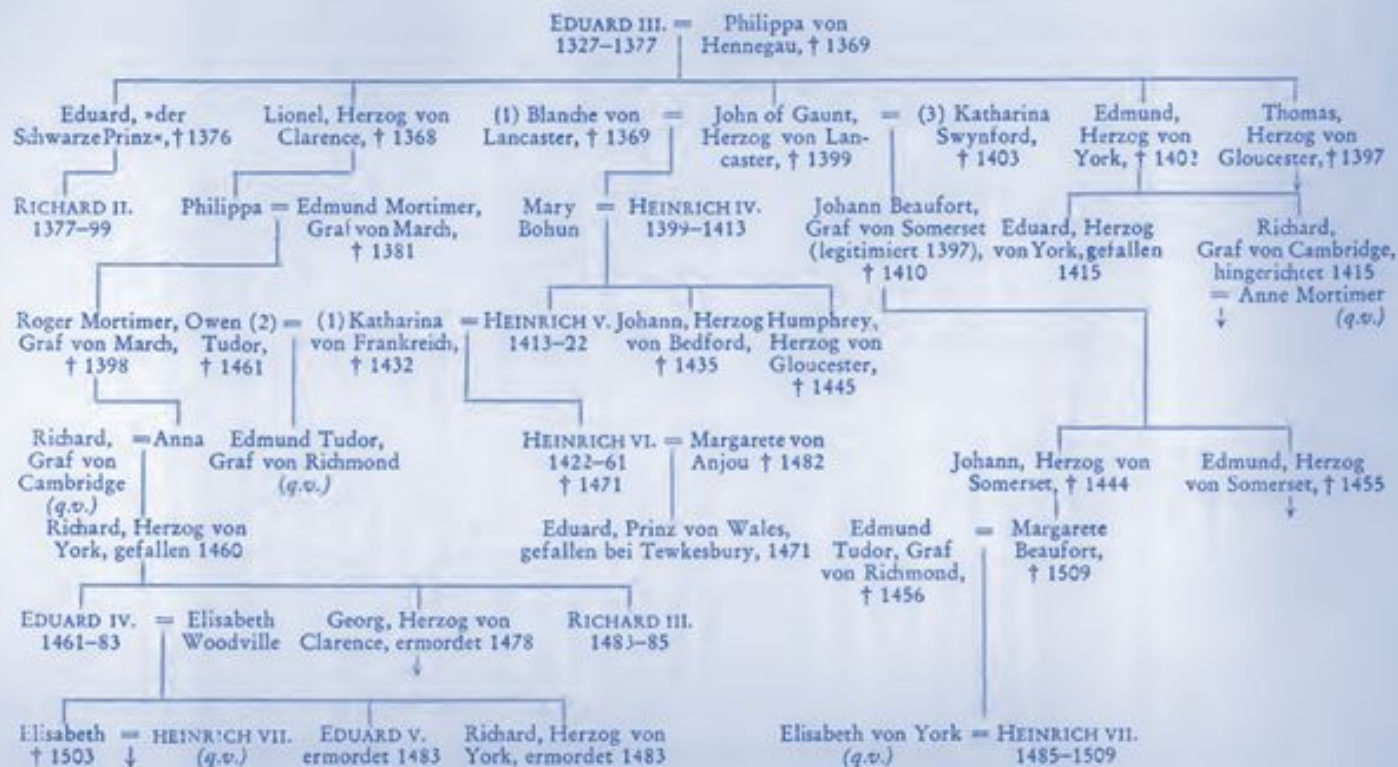 EDUARD III. = Philippa von
1327–1377 Hennegau, † 1369
Eduard, »der Lionel, Herzog von (1) Blanche von = John of Gaunt, = (3) Katharina Edmund, Thomas,
Schwarze Prinz«, † 1376 Clarence, † 1368 Lancaster, † 1369 Herzog von Lan- Swynford, Herzog von Herzog von
caster, † 1399 † 1403 York, † 1402 Gloucester, † 1397
RICHARD II. Philippa = Edmund Mortimer, Mary = HEINRICH IV. Johann Beaufort,
1377–99 Graf von March, Bohun 1399–1413 Graf von Somerset Eduard, Herzog Richard,
† 1381 (legitimiert 1397), von York, gefallen Graf von Cambridge,
† 1410 1415 hingerichtet 1415
= Anne Mortimer
↓ (q.v.)
Roger Mortimer, Owen (2) = (1) Katharina = HEINRICH V. Johann, Herzog Humphrey,
Graf von March, Tudor, von Frankreich, 1413–22 von Bedford, Herzog von
† 1398 † 1461 † 1432 † 1435 Gloucester,
† 1445
Richard, = Anna Edmund Tudor, HEINRICH VI. = Margarete von
Graf von Graf von Richmond 1422–61 Anjou † 1482 Johann, Herzog von Edmund, Herzog
Cambridge (q.v.) † 1471 Somerset, † 1444 von Somerset, † 1455
(q.v.)
Richard, Herzog von Eduard, Prinz von Wales, Edmund = Margarete
York, gefallen 1460 gefallen bei Tewkesbury, 1471 Tudor, Graf Beaufort,
von Richmond, † 1509
† 1456
EDUARD IV. = Elisabeth Georg, Herzog von RICHARD III.
1461–83 Woodville Clarence, ermordet 1478 1483–85
Elisabeth = HEINRICH VII. EDUARD V. Richard, Herzog von Elisabeth von York = HEINRICH VII.
† 1503 ↓ (q.v.) ermordet 1483 York, ermordet 1483 (q.v.) 1485–1509